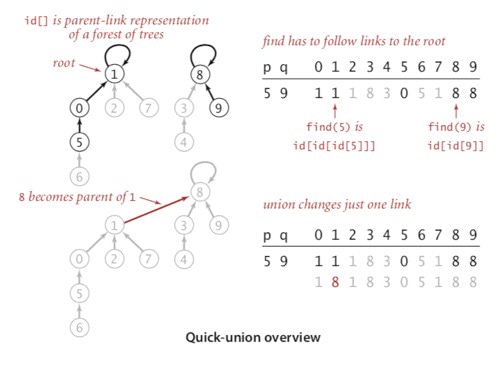 id[] is parent-link representation
of a forest of trees
root
1
8
0
2
7
3
9
5
4
6
find has to follow links to the root
p q 0 1 2 3 4 5 6 7 8 9
5 9 1 1 1 8 3 0 5 1 8 8
find(5) is
id[id[id[5]]]
find(9) is
id[id[9]]
8 becomes parent of 1
8
1
3
9
0
2
7
4
5
6
union changes just one link
p q 0 1 2 3 4 5 6 7 8 9
5 9 1 1 1 8 3 0 5 1 8 8
1 8 1 8 3 0 5 1 8 8
Quick-union overview